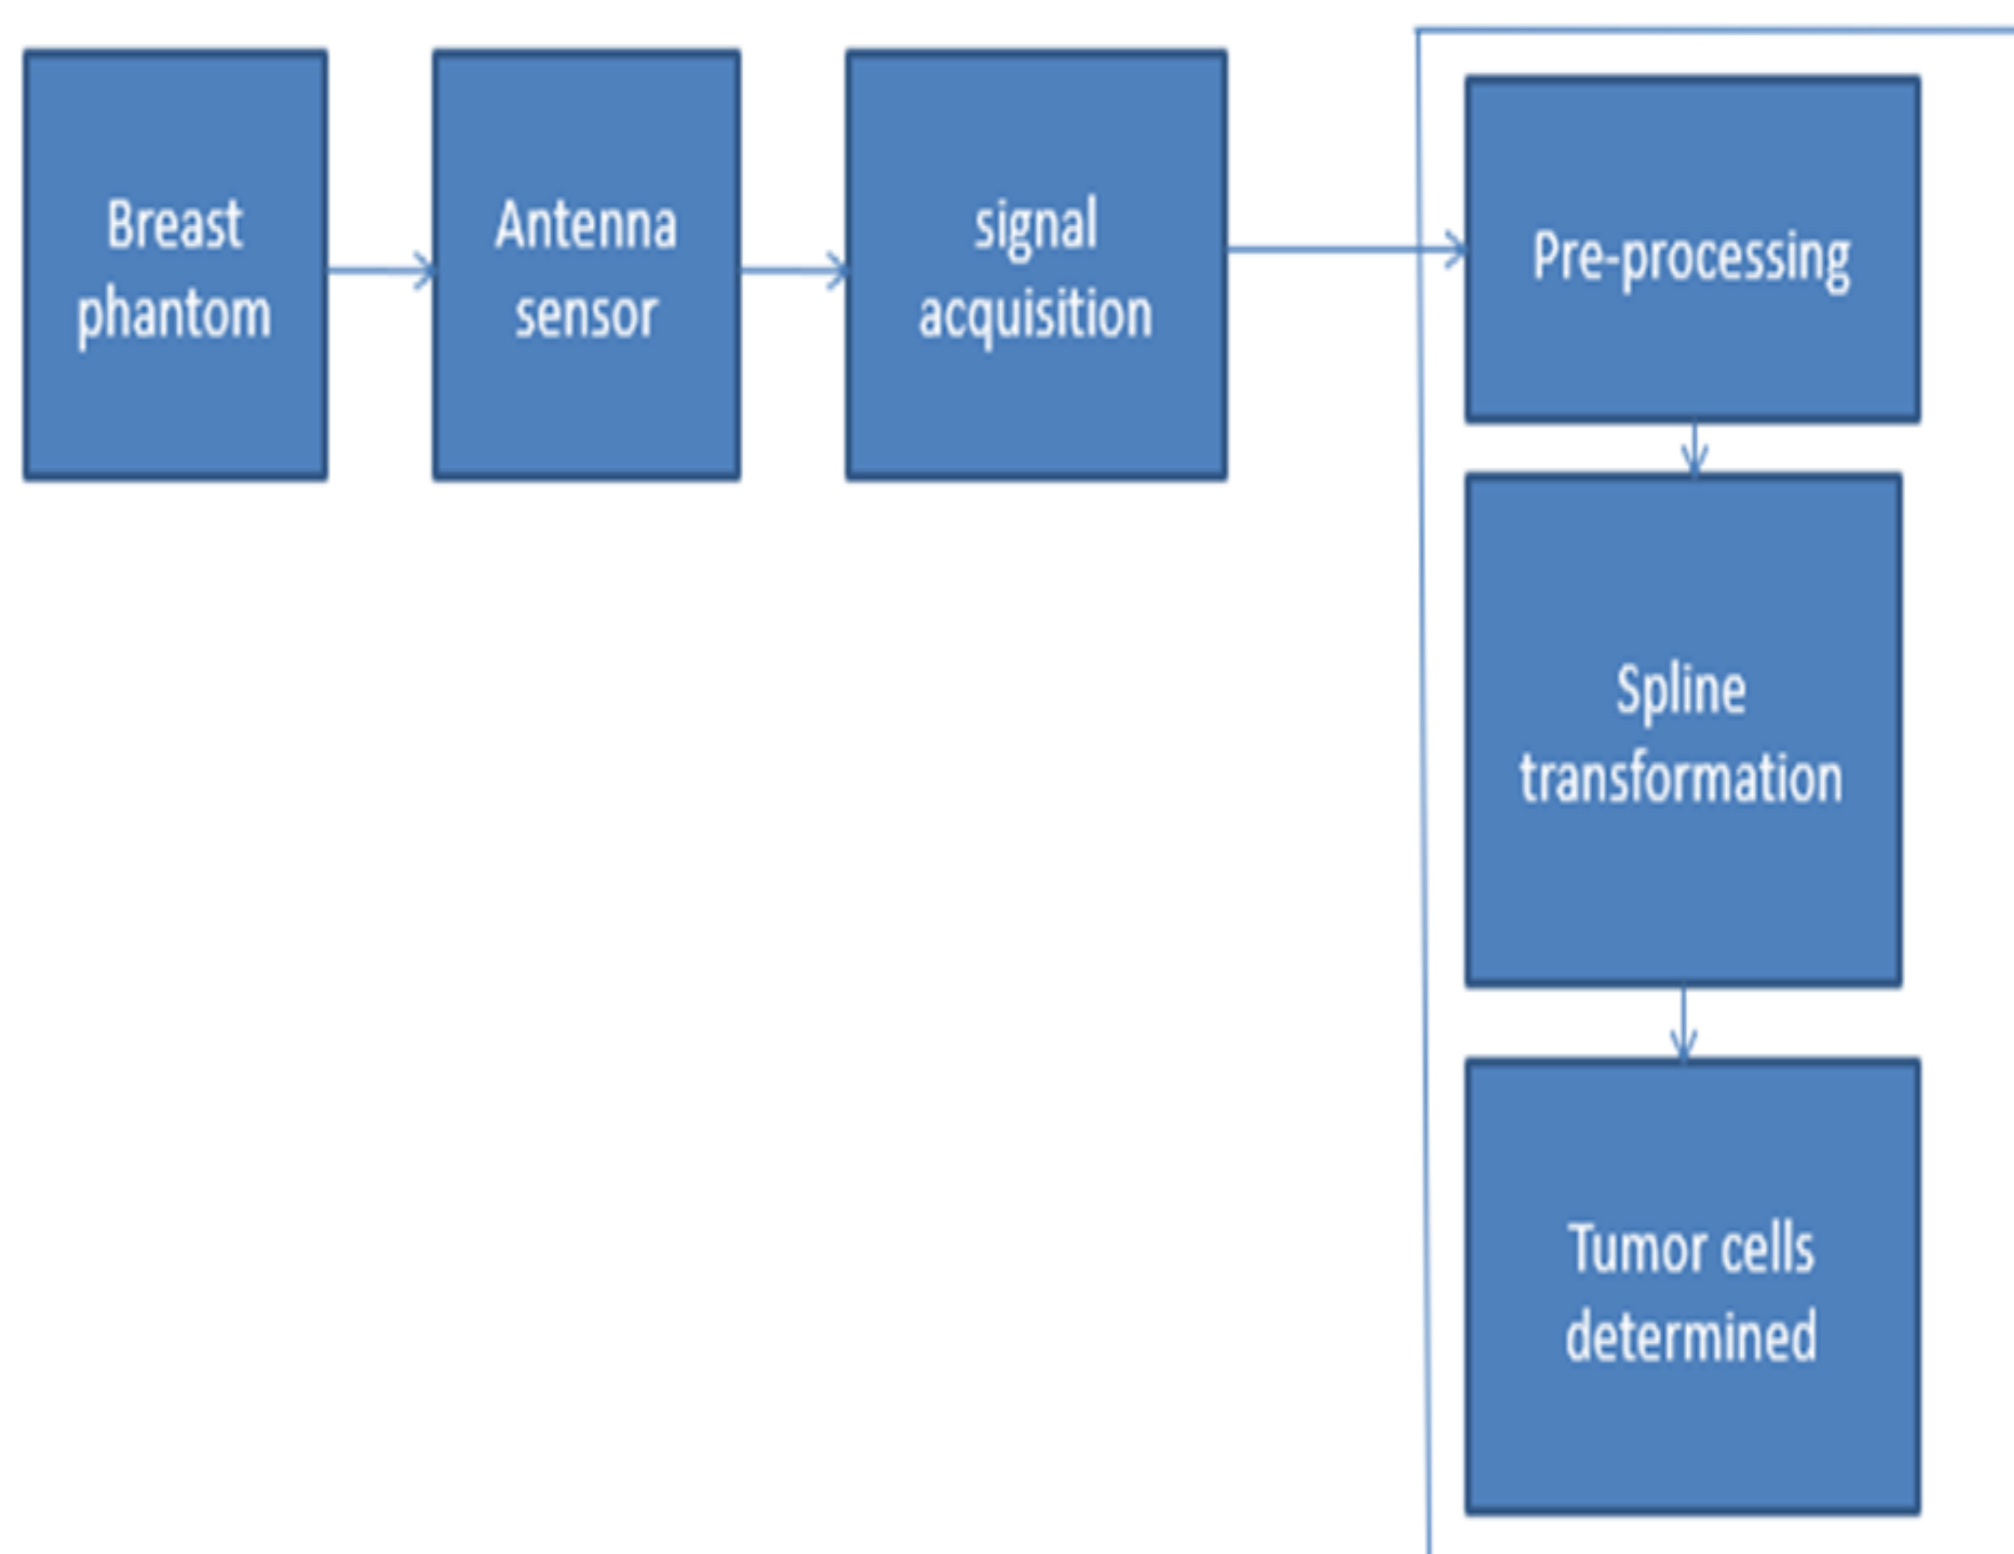 Breast
phantom
Antenna
sensor
signal
acquisition
Pre-processing
Spline
transformation
Tumor cells
determined